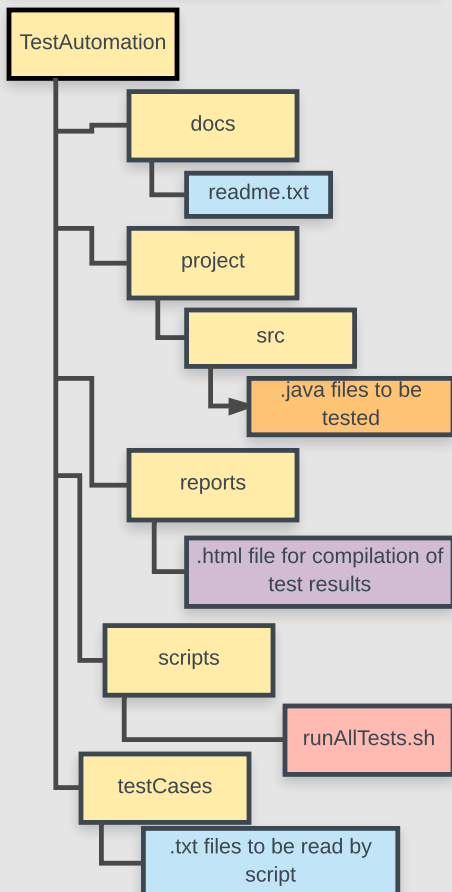 TestAutomation
docs
readme.txt
project
src
.java files to be
tested
reports
.html file for compilation of
test results
scripts
runAllTests.sh
testCases
.txt files to be read by
script